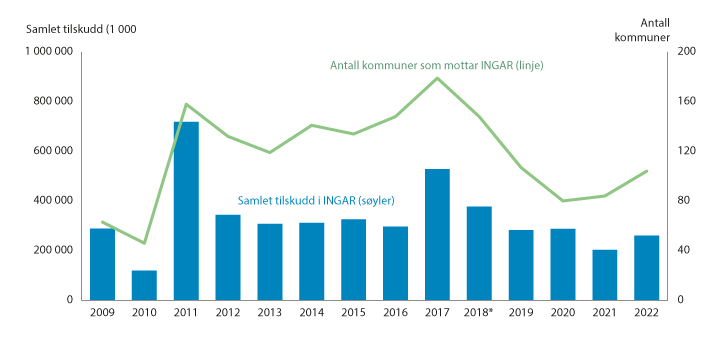 Samlet tilskudd (1 000
Antall
kommuner
1 000 000
200
Antall kommuner som mottar INGAR (linje)
800 000
160
600 000
120
Samlet tilskudd i INGAR (søyler)
400 000
80
200 000
40
0
0
2009 2010 2011 2012 2013 2014 2015 2016 2017 2018* 2019 2020 2021 2022